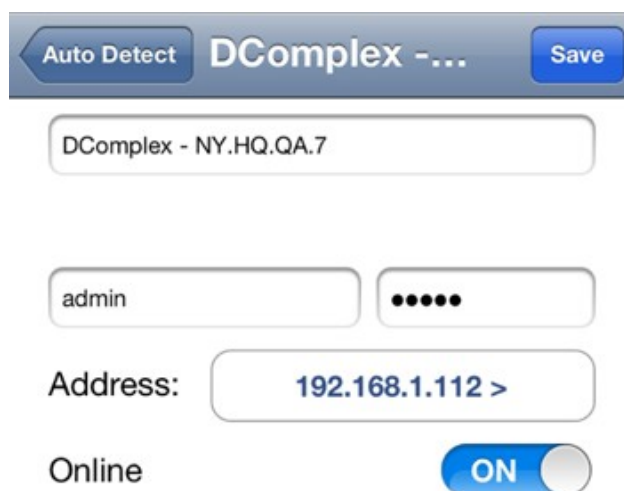 Auto Detect DComplex -... Save
DComplex - NY.HQ.QA.7
admin •••••
Address: 192.168.1.112 >
Online ON